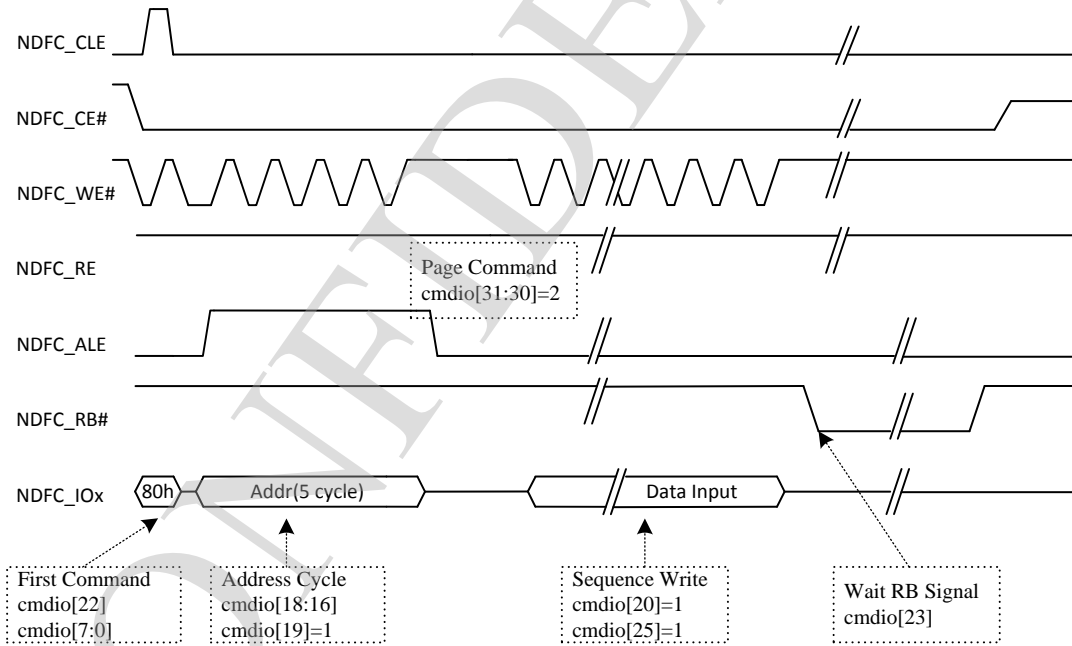 NDFC_CLE
NDFC_CE#
NDFC_WE#
NDFC_RE
Page Command
cmdio[31:30]=2
NDFC_ALE
NDFC_RB#
NDFC_IOx
80h
Addr(5 cycle)
Data Input
First Command
cmdio[22]
cmdio[7:0]
Address Cycle
cmdio[18:16]
cmdio[19]=1
Sequence Write
cmdio[20]=1
cmdio[25]=1
Wait RB Signal
cmdio[23]
ONFIDE